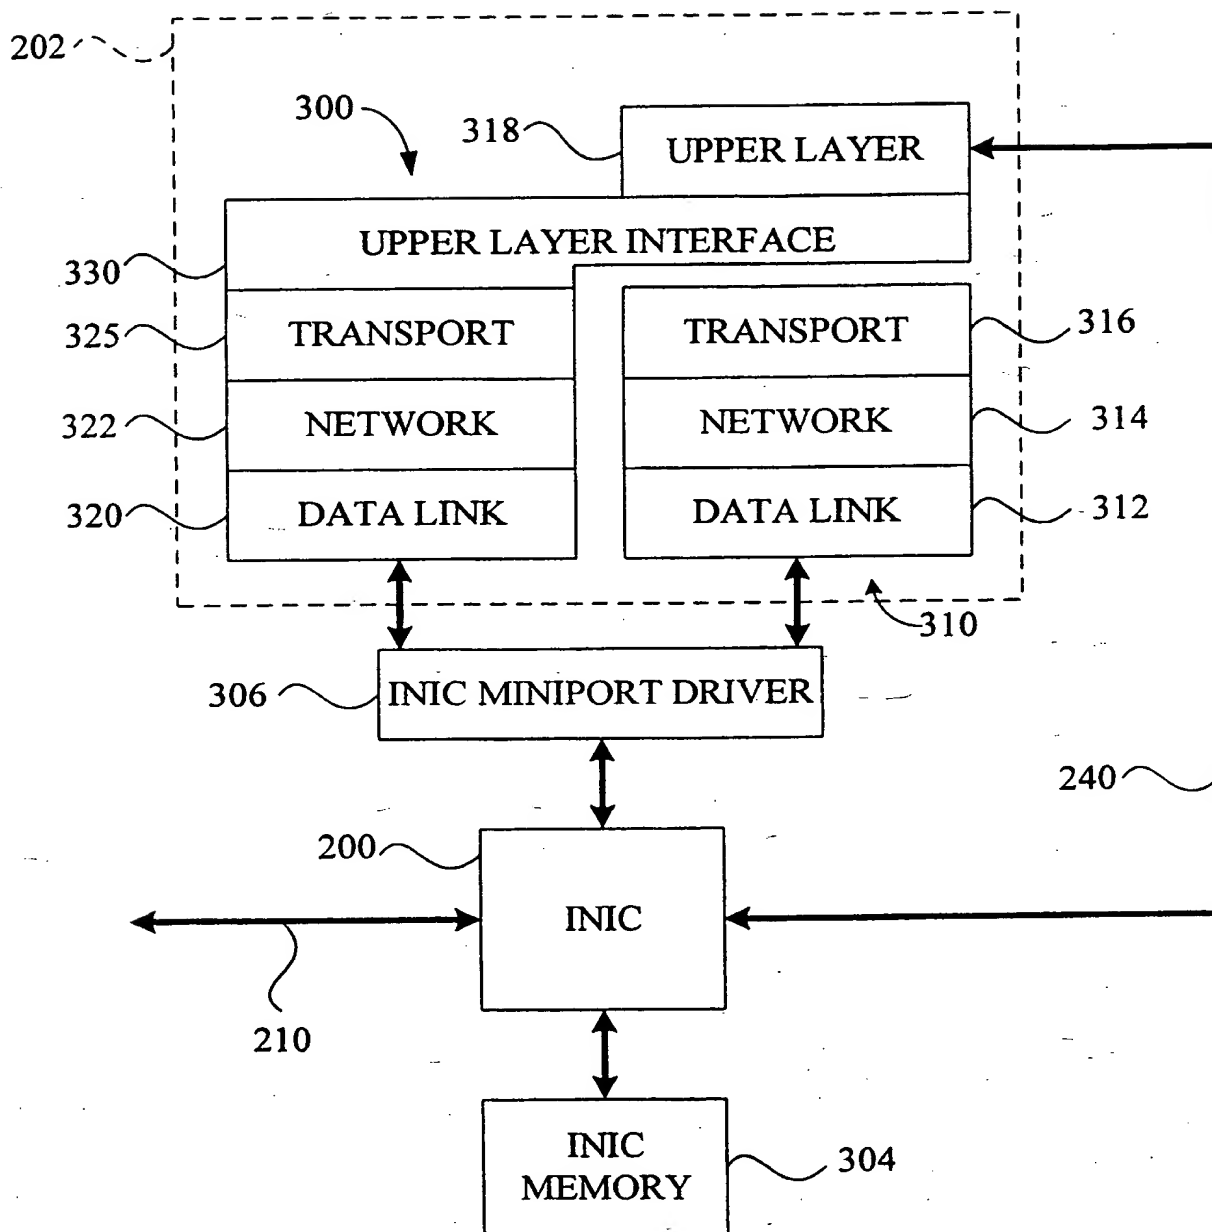 202
300
318
UPPER LAYER
UPPER LAYER INTERFACE
330
325
TRANSPORT
TRANSPORT
316
322
NETWORK
NETWORK
314
320
DATA LINK
DATA LINK
312
310
306
INIC MINIPORT DRIVER
240
200
INIC
210
INIC
MEMORY
304